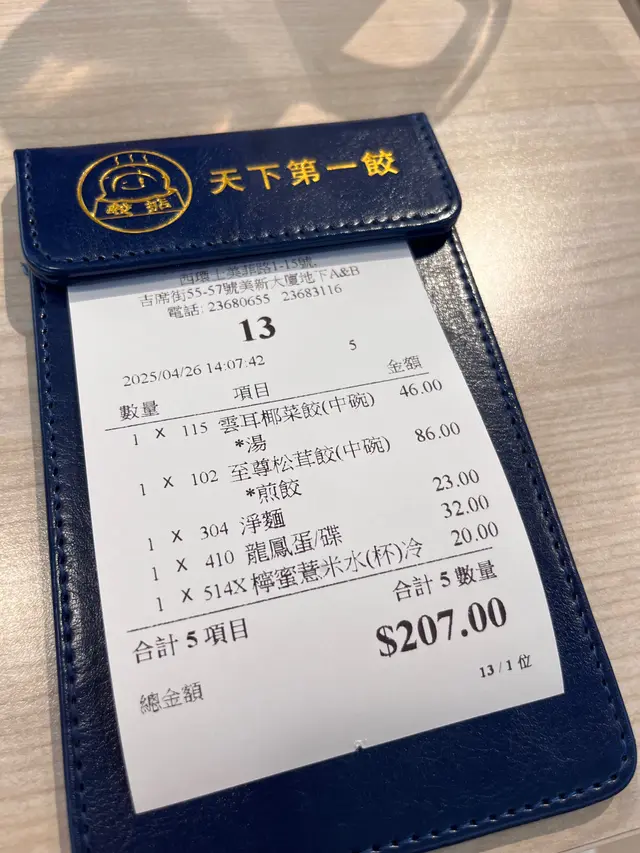 天下第一餃
餃掂
西環士美菲路1-15號,
吉席街55-57號美新大廈地下A&B
電話: 23680655 23683116
13
2025/04/26 14:07:42 5
數量 項目 金額
1 X 115 雲耳椰菜餃(中碗) 46.00
*湯
1 X 102 至尊松茸餃(中碗) 86.00
*煎餃
1 X 304 淨麵 23.00
1 X 410 龍鳳蛋/碟 32.00
1 X 514X 檸蜜薏米水(杯)冷 20.00
合計 5 項目 合計 5 數量
總金額 $207.00
13 / 1 位